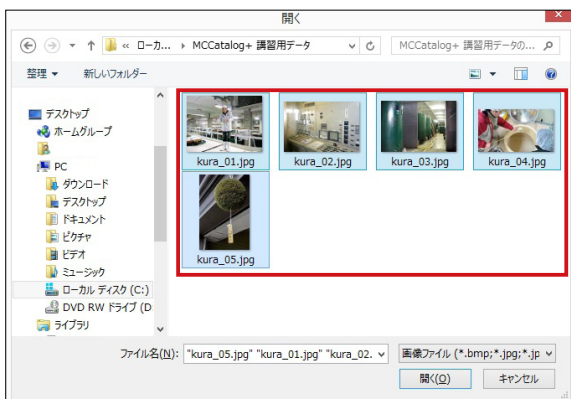 開く
« ローカ... ▸ MCCatalog+ 講習用データ
MCCatalog+ 講習用データの...
整理 ▼ 新しいフォルダー
デスクトップ
ホームグループ
PC
ダウンロード
デスクトップ
ドキュメント
ピクチャ
ビデオ
ミュージック
ローカル ディスク (C:)
DVD RW ドライブ (D
ライブラリ
kura_01.jpg
kura_02.jpg
kura_03.jpg
kura_04.jpg
kura_05.jpg
ファイル名(N): "kura_05.jpg" "kura_01.jpg" "kura_02.
画像ファイル (*.bmp;*.jpg;*.jp
開く(O)
キャンセル